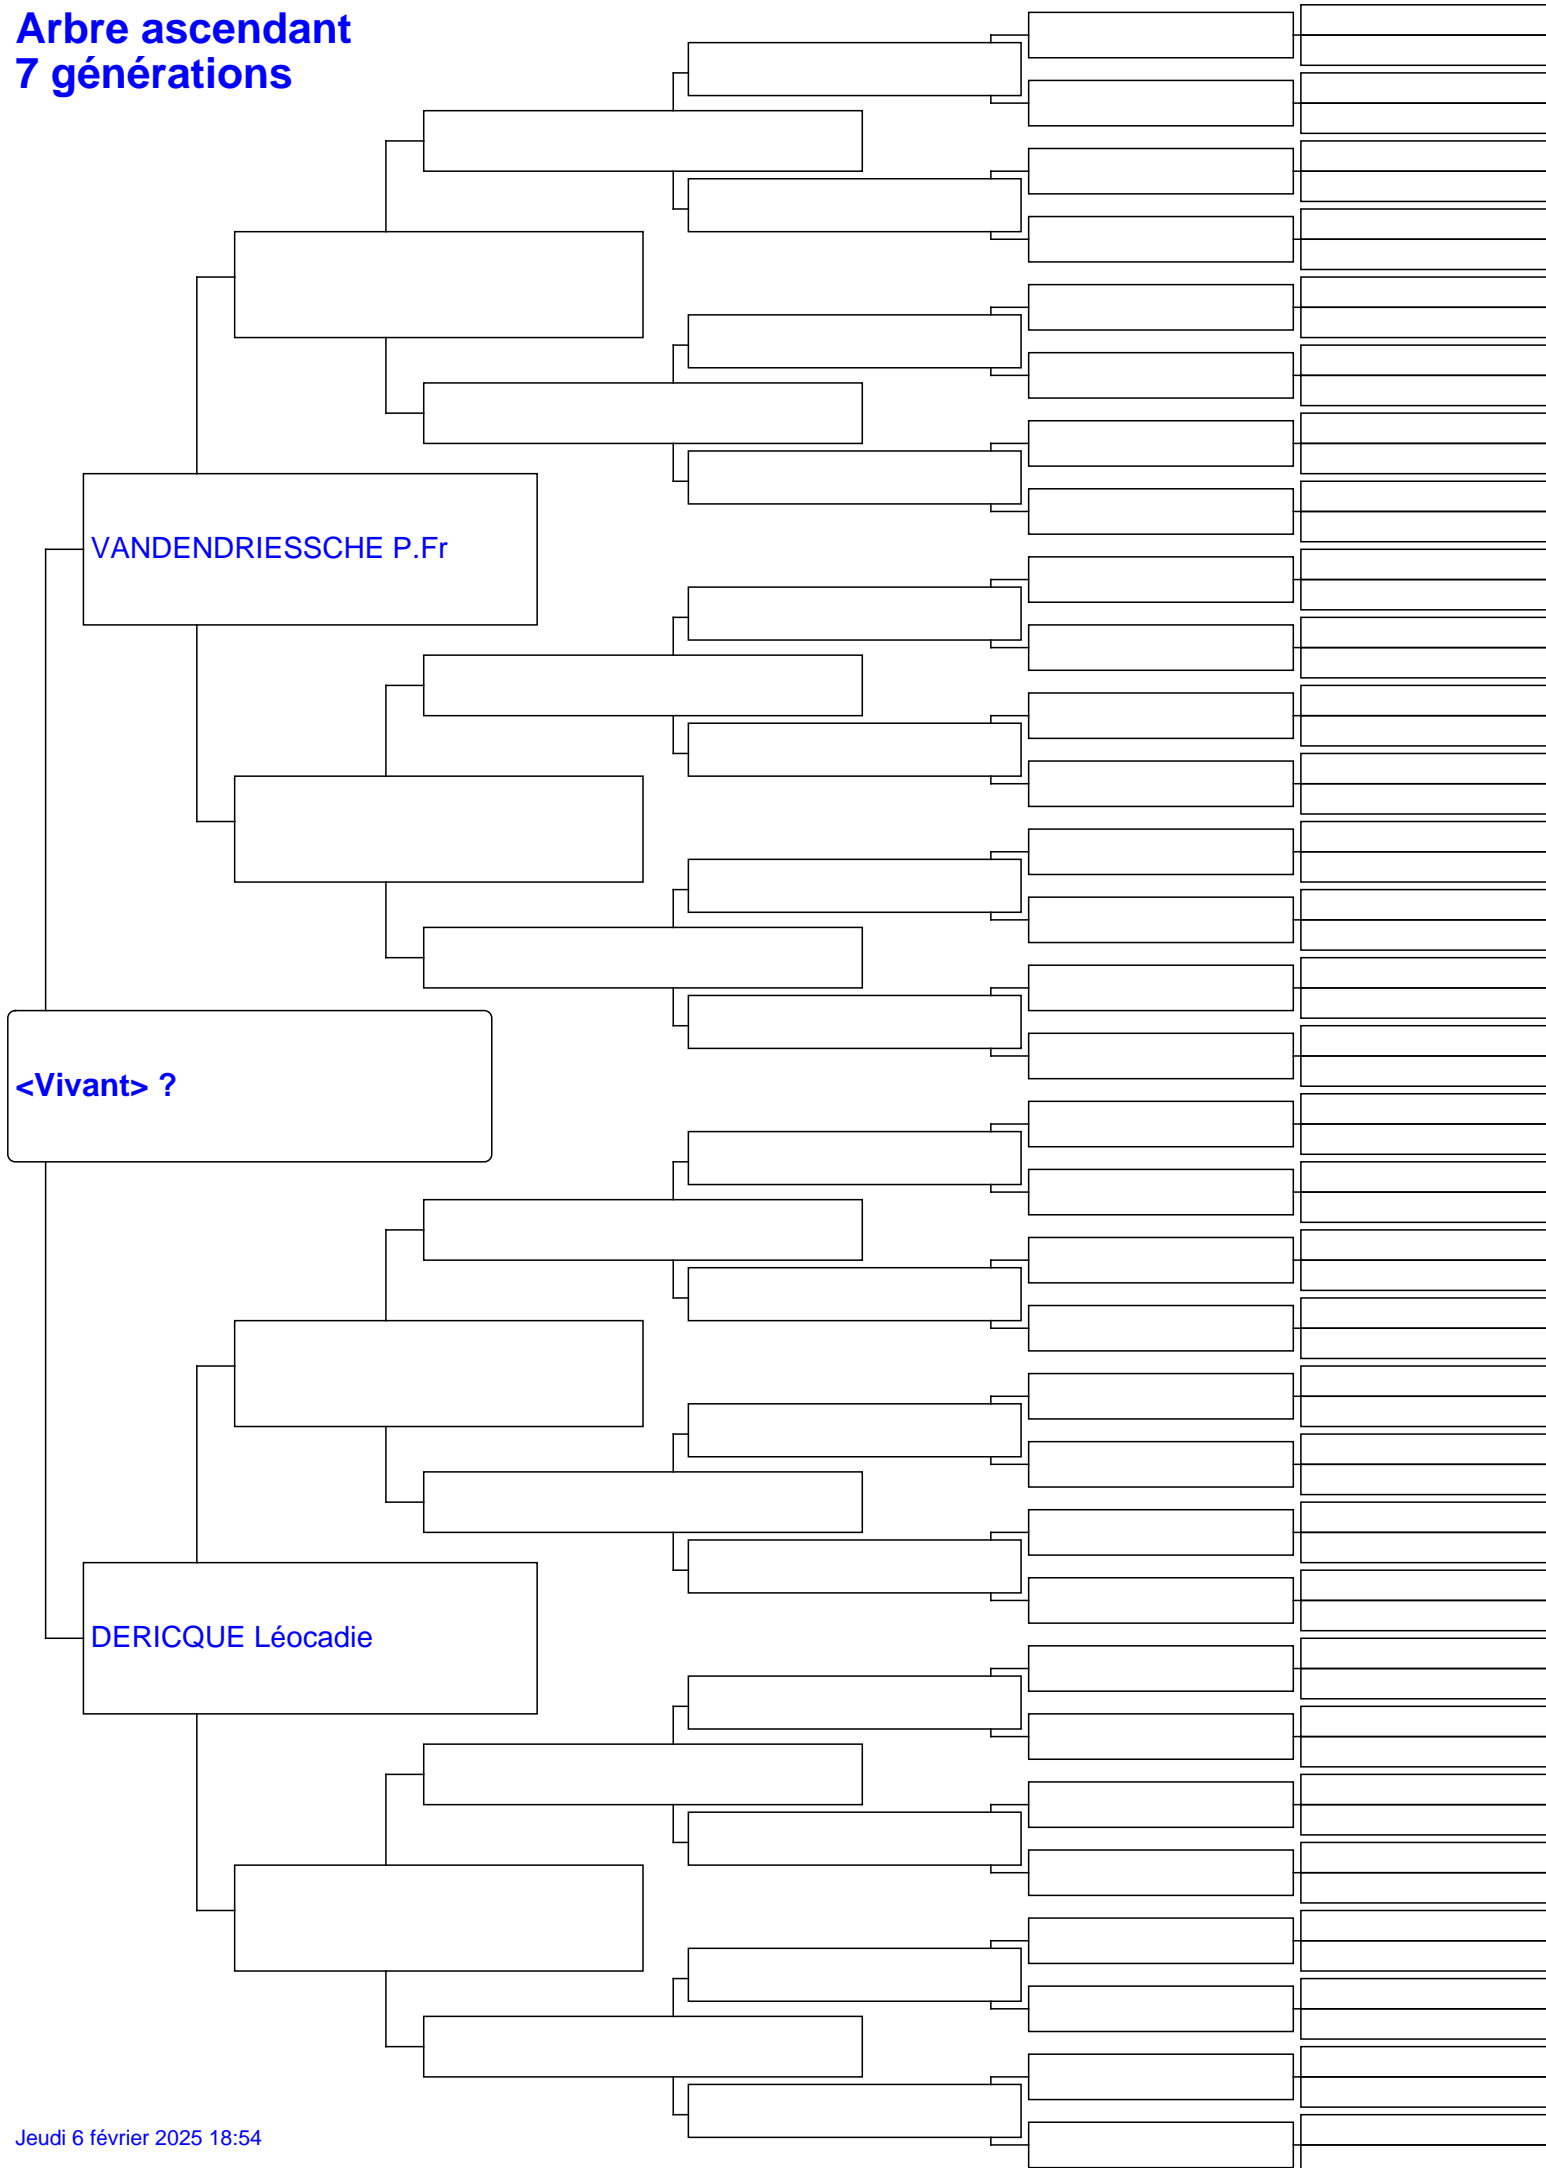 Arbre ascendant
7 générations
VANDENDRIESSCHE P.Fr
<Vivant> ?
DERICQUE Léocadie
Jeudi 6 février 2025 18:54